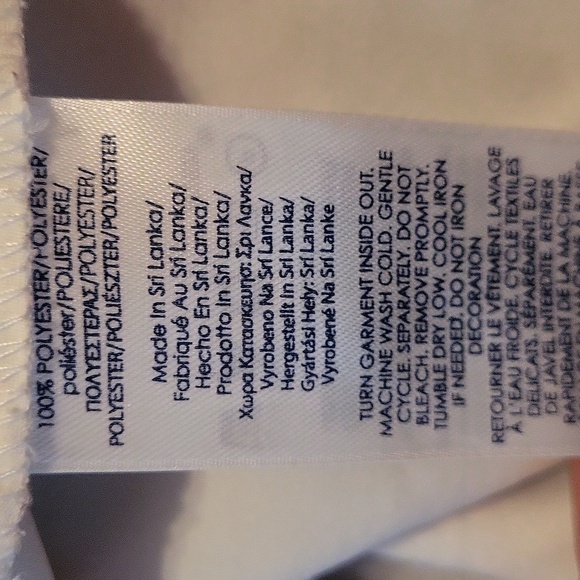 100% POLYESTER/POLYESTER/
poliéster/POLIESTERE/
ΠΟΛΥΕΣΤΕΡΑΣ/POLYESTER/
POLYESTER/POLIÉSZTER/POLYESTER
Made In Sri Lanka/
Fabriqué Au Sri Lanka/
Hecho En Sri Lanka/
Prodotto In Sri Lanka/
Χωρα Κατασκευησ: Σρι Λανκα/
Vyrobeno Na Srí Lance/
Hergestellt In Sri Lanka/
Gyártási Hely: Srí Lanka/
Vyrobené Na Srí Lanke
TURN GARMENT INSIDE OUT.
MACHINE WASH COLD. GENTLE
CYCLE. SEPARATELY. DO NOT
BLEACH. REMOVE PROMPTLY.
TUMBLE DRY LOW. COOL IRON
IF NEEDED. DO NOT IRON
DECORATION
RETOURNER LE VÊTEMENT. LAVAGE
À L'EAU FROIDE. CYCLE TEXTILES
DELICATS. SÉPARÉMENT. EAU
DE JAVEL INTERDITE. RETIRER
RAPIDEMENT DE LA MACHINE.